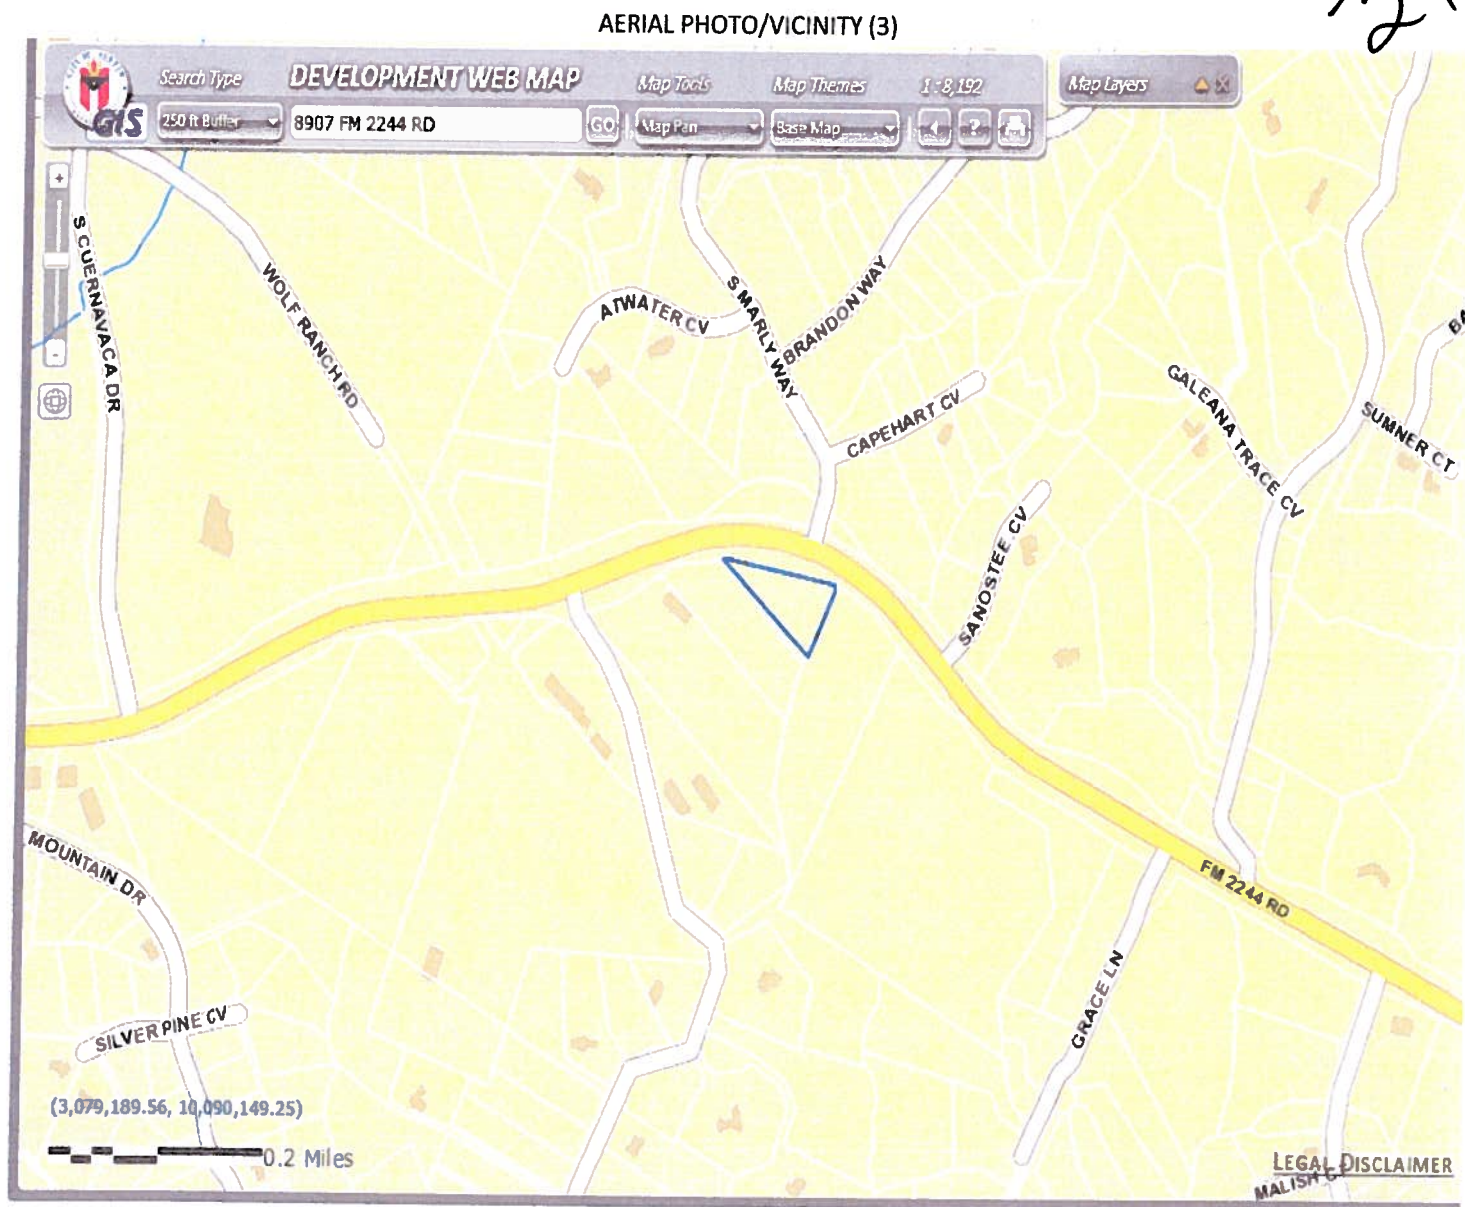 AERIAL PHOTO/VICINITY (3)
Search Type
DEVELOPMENT WEB MAP
Map Tools
Map Themes
1:8,192
Map Layers
GIS
250 ft Buffer
8907 FM 2244 RD
GO
Map Pan
Base Map
?
+
-
S CUERNAVACA DR
WOLF RANCH RD
ATWATER CV
S MARLY WAY
BRANDON WAY
CAPEHART CV
GALEANA TRACE CV
SUMNER CT
BA
SANOSTEE CV
MOUNTAIN DR
FM 2244 RD
GRACE LN
SILVER PINE CV
(3,079,189.56, 10,090,149.25)
0.2 Miles
LEGAL DISCLAIMER
MALISH